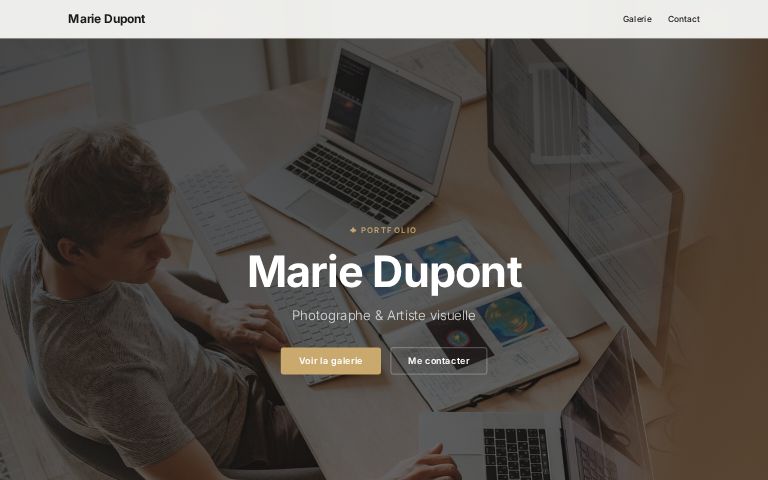 Marie Dupont
Galerie
Contact
✦ PORTFOLIO
Marie Dupont
Photographe & Artiste visuelle
Voir la galerie
Me contacter